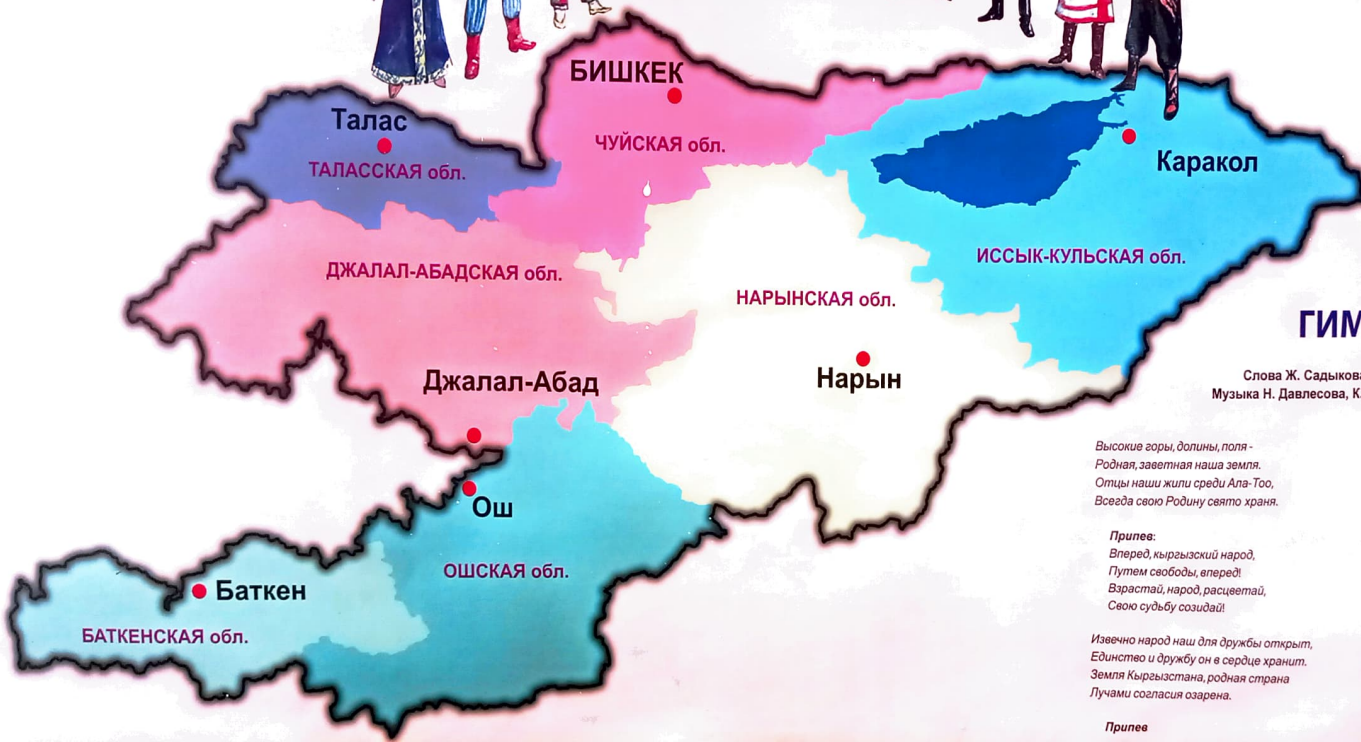 БИШКЕК
Талас
ЧУЙСКАЯ обл.
ТАЛАССКАЯ обл.
Каракол
ИССЫК-КУЛЬСКАЯ обл.
ДЖАЛАЛ-АБАДСКАЯ обл.
НАРЫНСКАЯ обл.
Джалал-Абад
Нарын
Ош
ОШСКАЯ обл.
Баткен
БАТКЕНСКАЯ обл.
ГИМ
Слова Ж. Садыкова
Музыка Н. Давлесова, К.
Высокие горы, долины, поля -
Родная, заветная наша земля.
Отцы наши жили среди Ала-Тоо,
Всегда свою Родину свято храня.
Припев:
Вперед, кыргызский народ,
Путем свободы, вперед!
Взрастай, народ, расцветай,
Свою судьбу созидай!
Извечно народ наш для дружбы открыт,
Единство и дружбу он в сердце хранит.
Земля Кыргызстана, родная страна
Лучами согласия озарена.
Припев